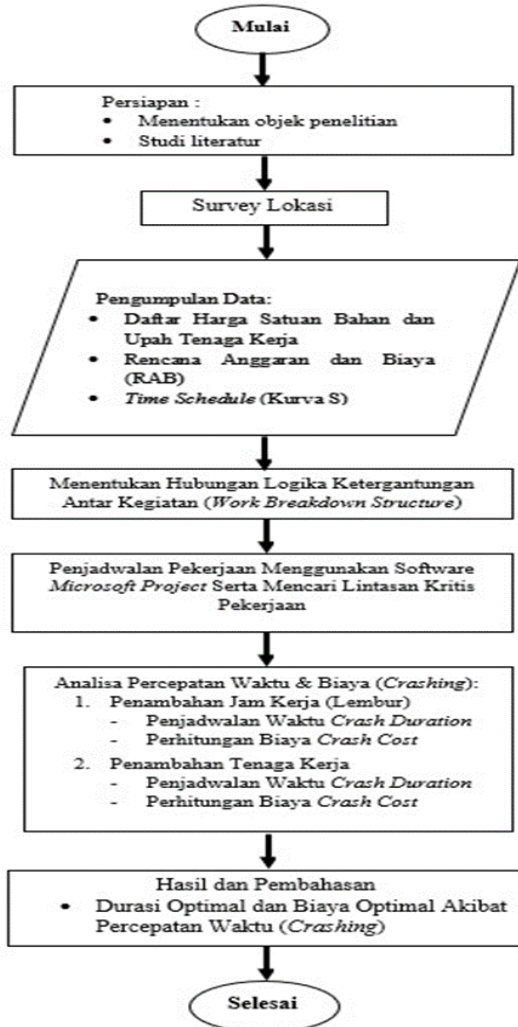 Mulai
Persiapan :
• Menentukan objek penelitian
• Studi literatur
Survey Lokasi
Pengumpulan Data:
• Daftar Harga Satuan Bahan dan
Upah Tenaga Kerja
• Rencana Anggaran dan Biaya
(RAB)
• Time Schedule (Kurva S)
Menentukan Hubungan Logika Ketergantungan
Antar Kegiatan (Work Breakdown Structure)
Penjadwalan Pekerjaan Menggunakan Software
Microsoft Project Serta Mencari Lintasan Kritis
Pekerjaan
Analisa Percepatan Waktu & Biaya (Crashing):
1. Penambahan Jam Kerja (Lembur)
- Penjadwalan Waktu Crash Duration
- Perhitungan Biaya Crash Cost
2. Penambahan Tenaga Kerja
- Penjadwalan Waktu Crash Duration
- Perhitungan Biaya Crash Cost
Hasil dan Pembahasan
• Durasi Optimal dan Biaya Optimal Akibat
Percepatan Waktu (Crashing)
Selesai